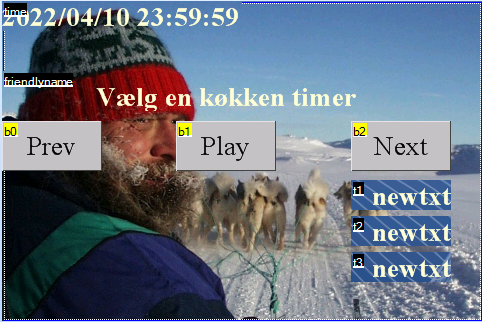 time
2022/04/10 23:59:59
friendlyname
Vælg en køkken timer
b0
Prev
b1
Play
b2
Next
t1
newtxt
t2
newtxt
t3
newtxt